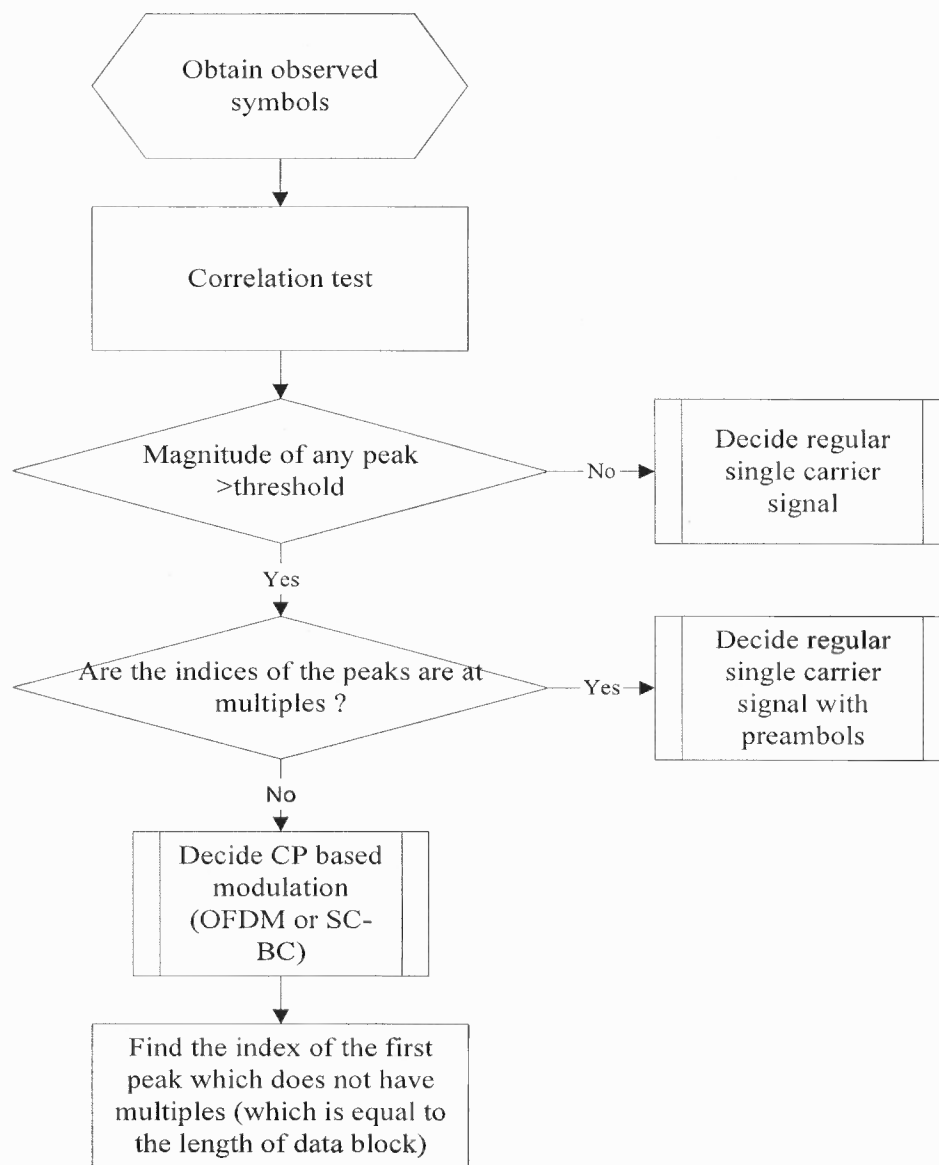 Obtain observed
symbols
Correlation test
Magnitude of any peak
>threshold
No
Decide regular
single carrier
signal
Yes
Are the indices of the peaks are at
multiples ?
Yes
Decide regular
single carrier
signal with
preambols
No
Decide CP based
modulation
(OFDM or SC-
BC)
Find the index of the first
peak which does not have
multiples (which is equal to
the length of data block)